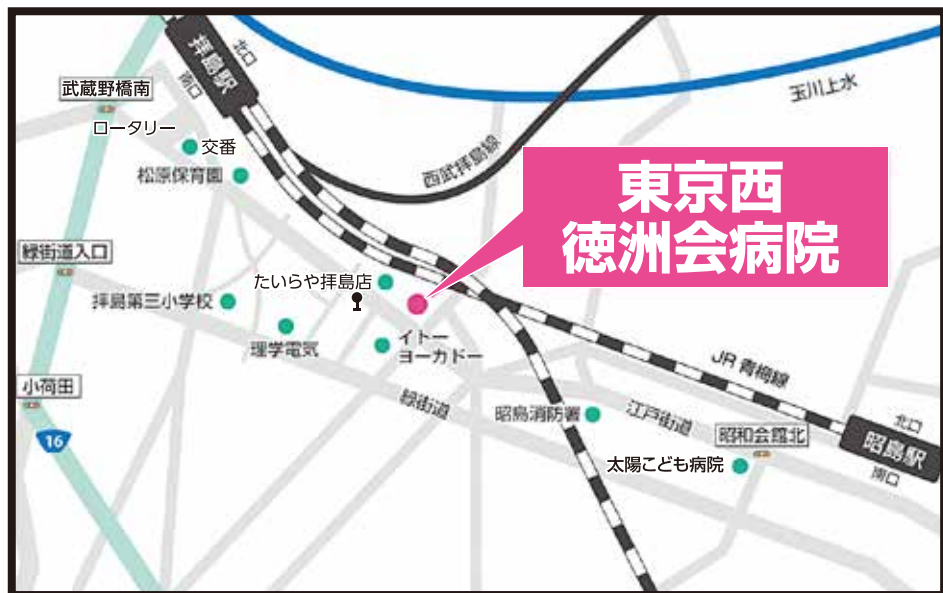 拝島駅
北口
南口
武蔵野橋南
ロータリー
交番
松原保育園
玉川上水
西武拝島線
東京西
徳洲会病院
緑街道入口
たいらや拝島店
拝島第三小学校
理学電気
イトー
ヨーカドー
JR 青梅線
小荷田
緑街道
16
昭島消防署
江戸街道
昭和会館北
太陽こども病院
北口
昭島駅
南口